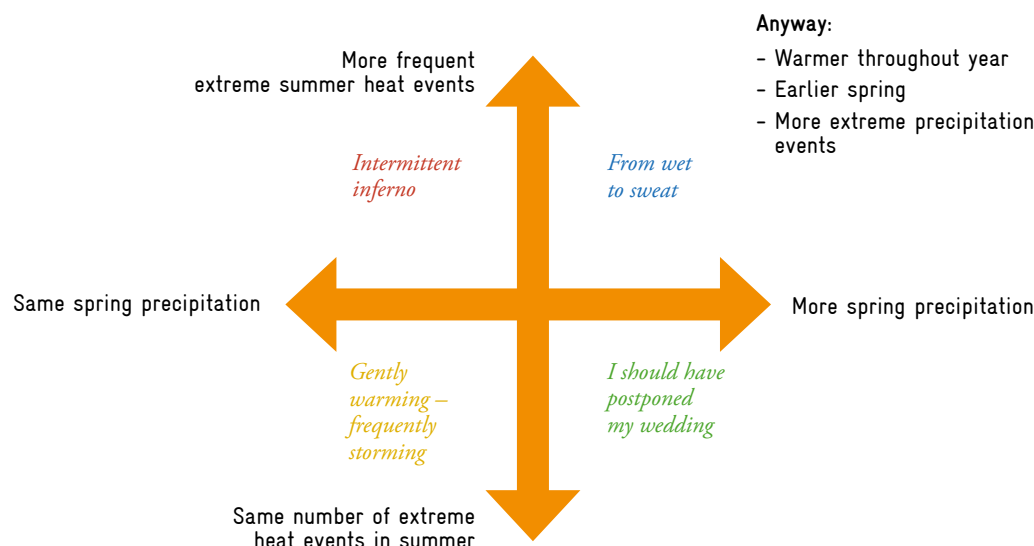 Anyway:
- Warmer throughout year
- Earlier spring
- More extreme precipitation
events
More frequent
extreme summer heat events
Intermittent
inferno
From wet
to sweat
Same spring precipitation
More spring precipitation
Gently
warming –
frequently
storming
I should have
postponed
my wedding
Same number of extreme
heat events in summer